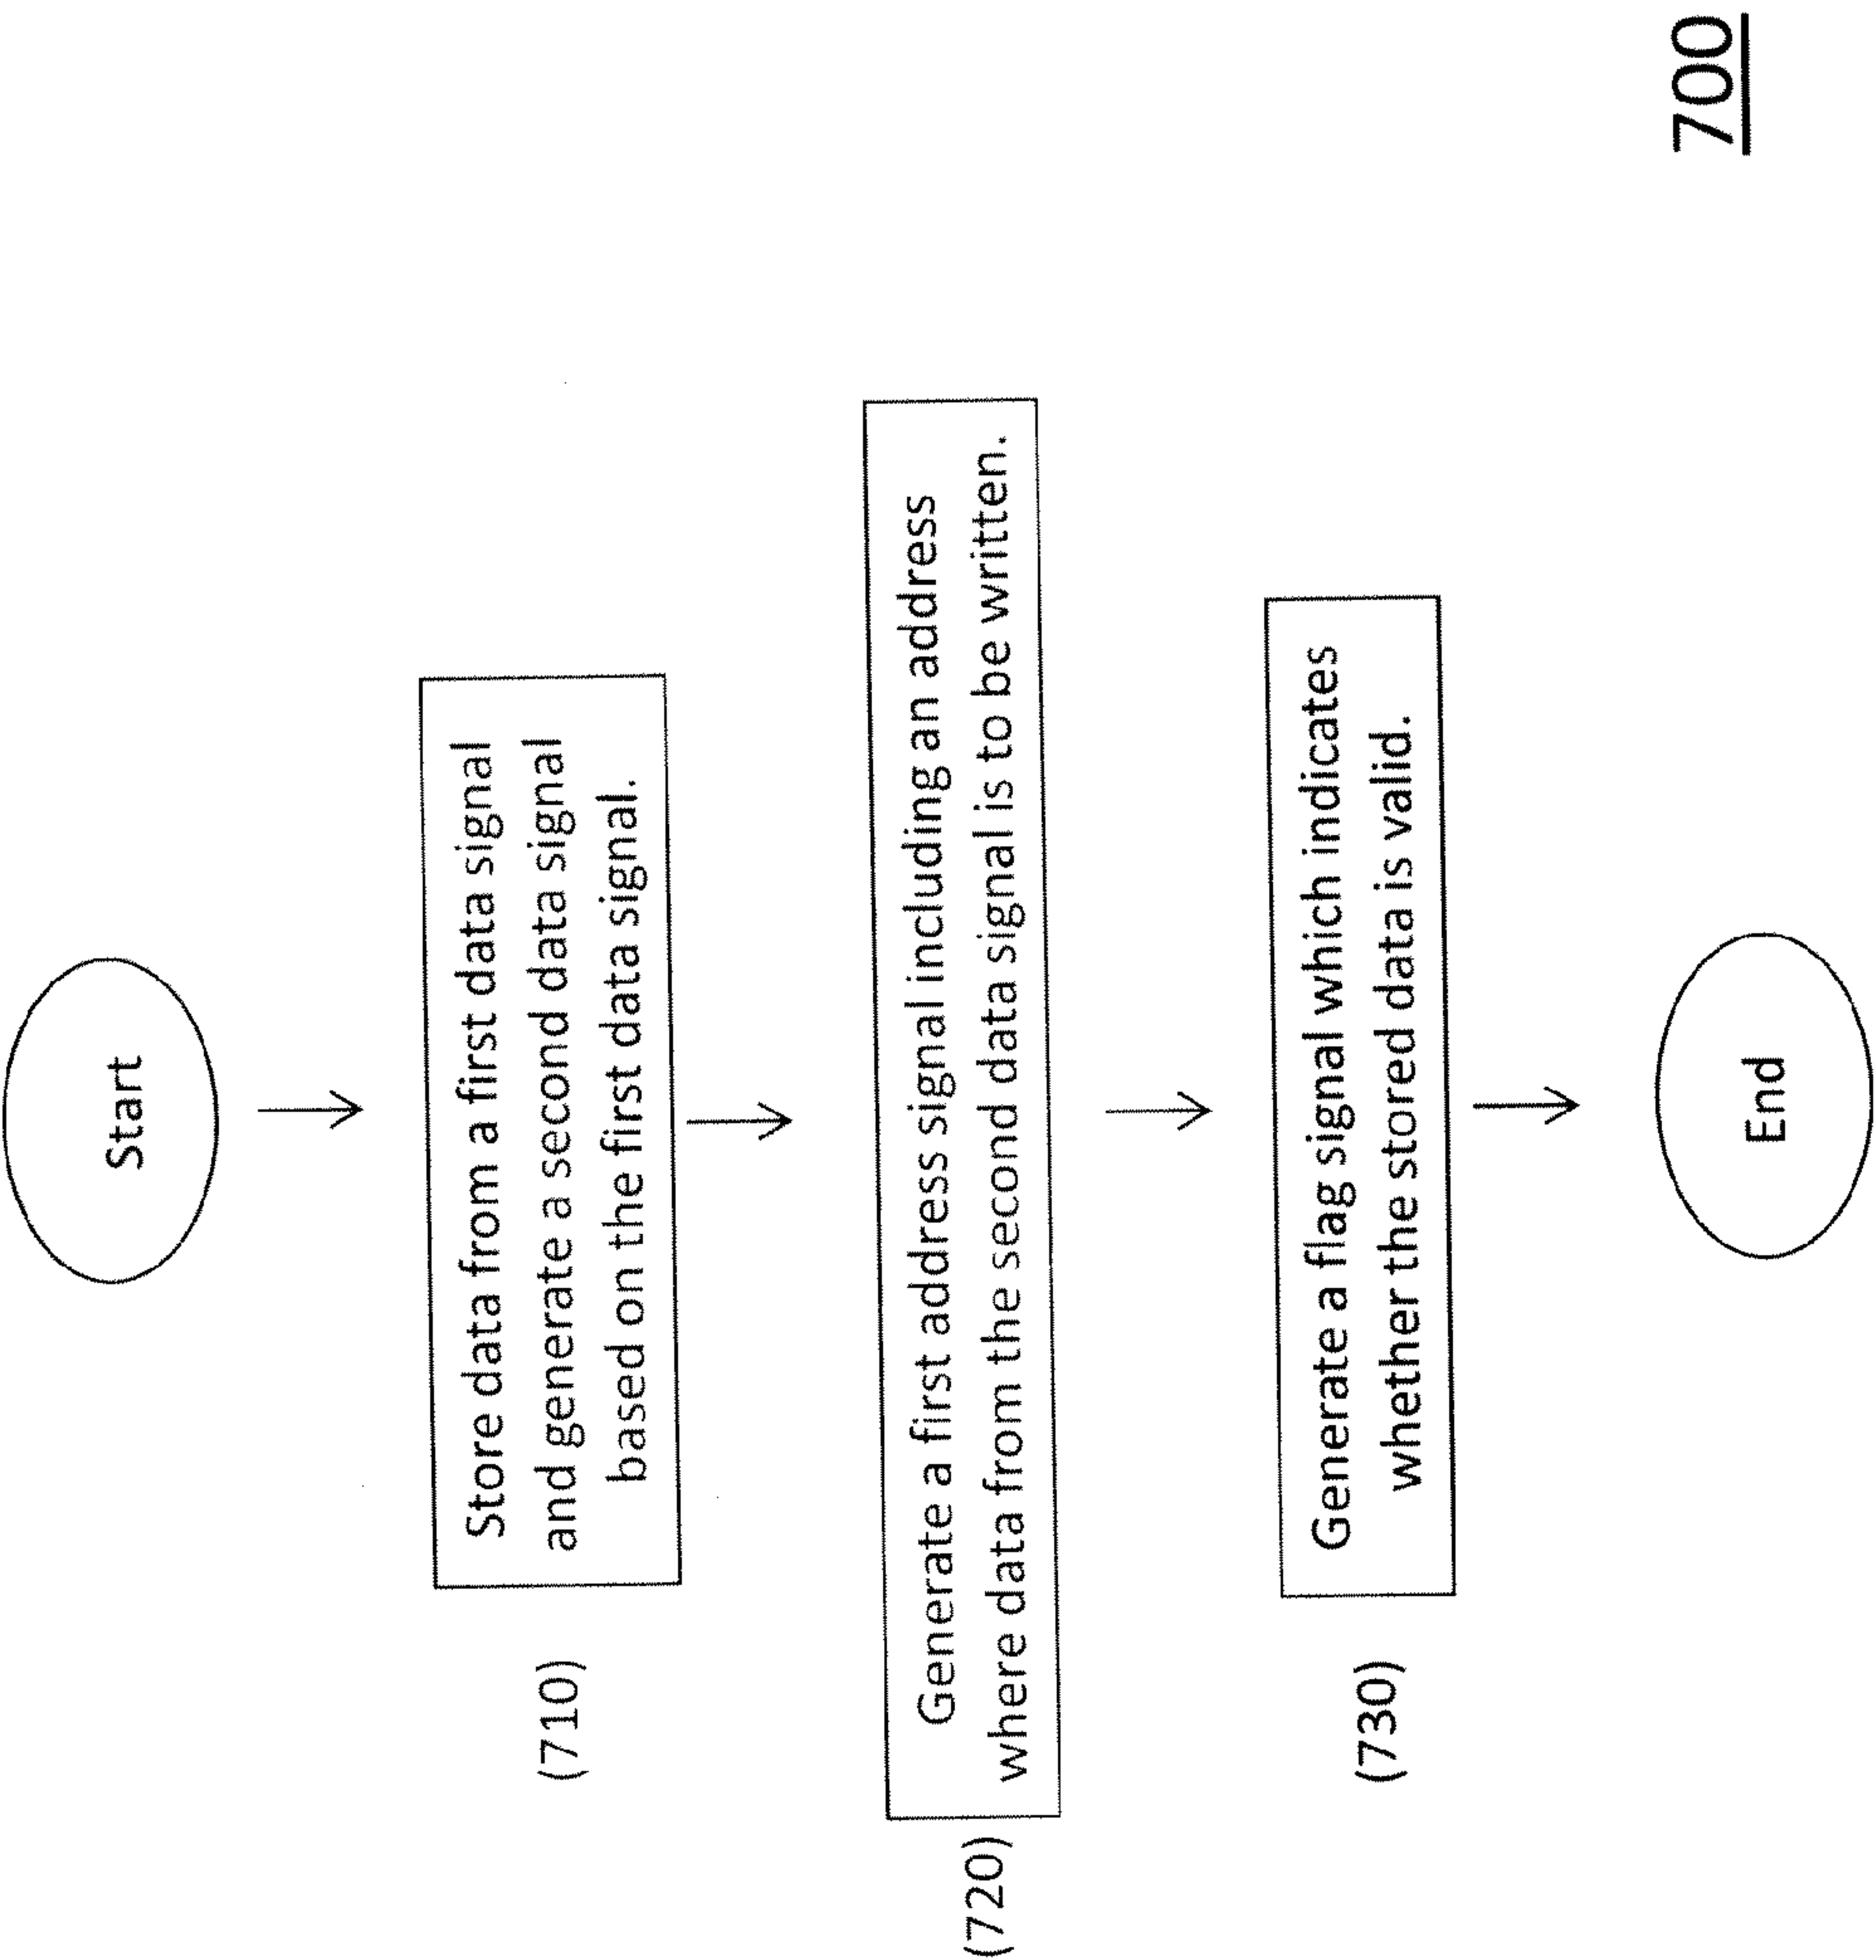 Start
Store data from a first data signal
and generate a second data signal
based on the first data signal.
(710)
Generate a first address signal including an address
where data from the second data signal is to be written.
(720)
Generate a flag signal which indicates
whether the stored data is valid.
(730)
End
700